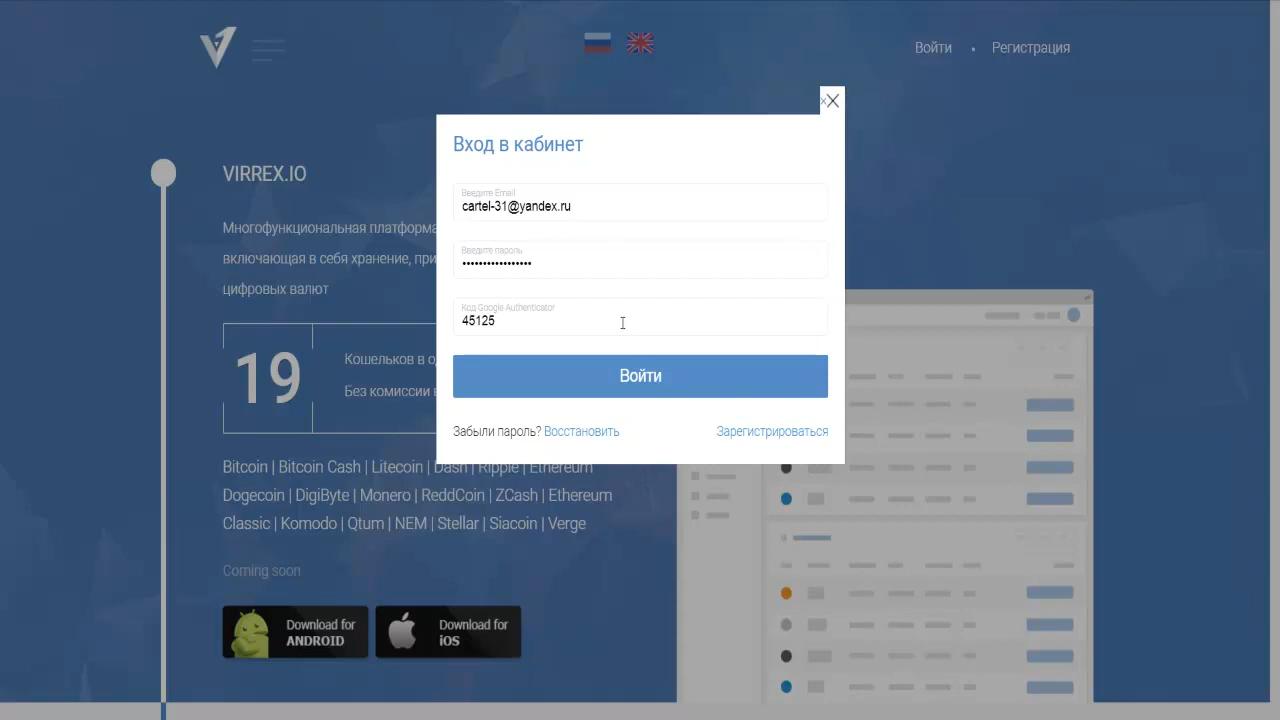 Войти • Регистрация
x
Вход в кабинет
Введите Email
cartel-31@yandex.ru
Введите пароль
••••••••••••••••••
Код Google Authenticator
45125
Войти
Забыли пароль? Восстановить Зарегистрироваться
VIRREX.IO
Многофункциональная платформа
включающая в себя хранение,
цифровых валют
19
Кошельков в
Без комиссии
Bitcoin | Bitcoin Cash | Litecoin | Dash | Ripple | Ethereum
Dogecoin | DigiByte | Monero | ReddCoin | ZCash | Ethereum
Classic | Komodo | Qtum | NEM | Stellar | Siacoin | Verge
Coming soon
Download for
ANDROID
Download for
iOS